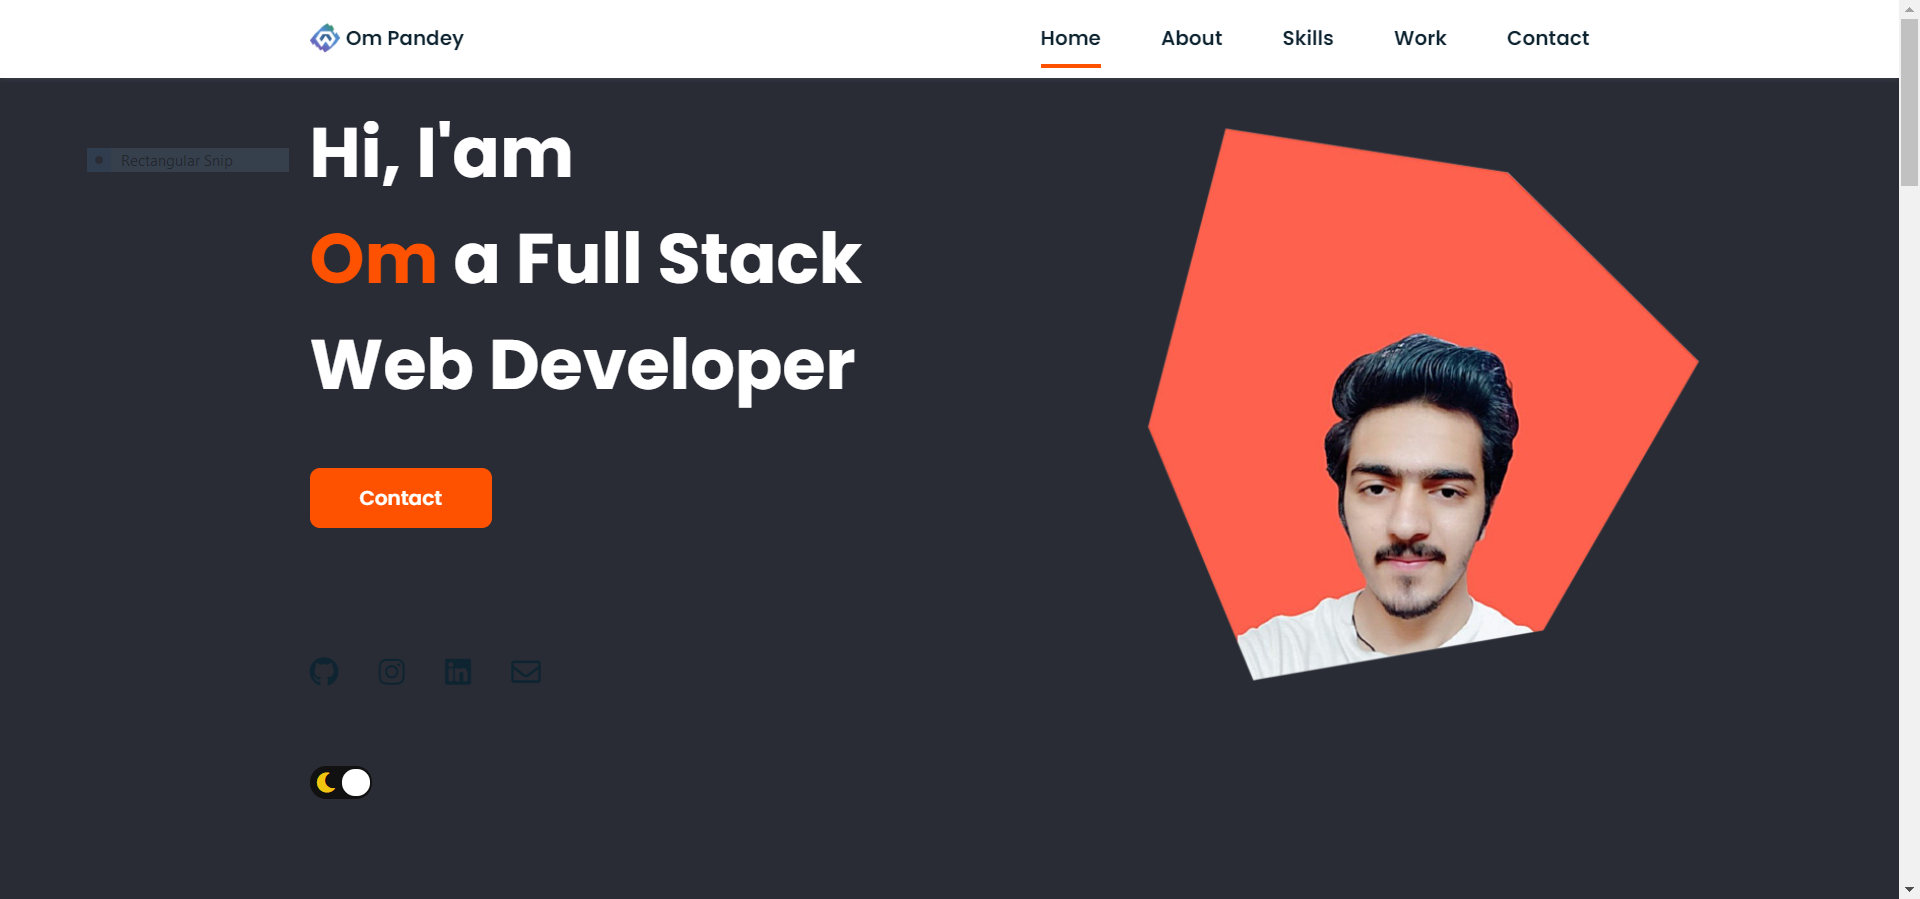 Om Pandey
Home About Skills Work Contact
Rectangular Snip
Hi, I'am
Om a Full Stack
Web Developer
Contact